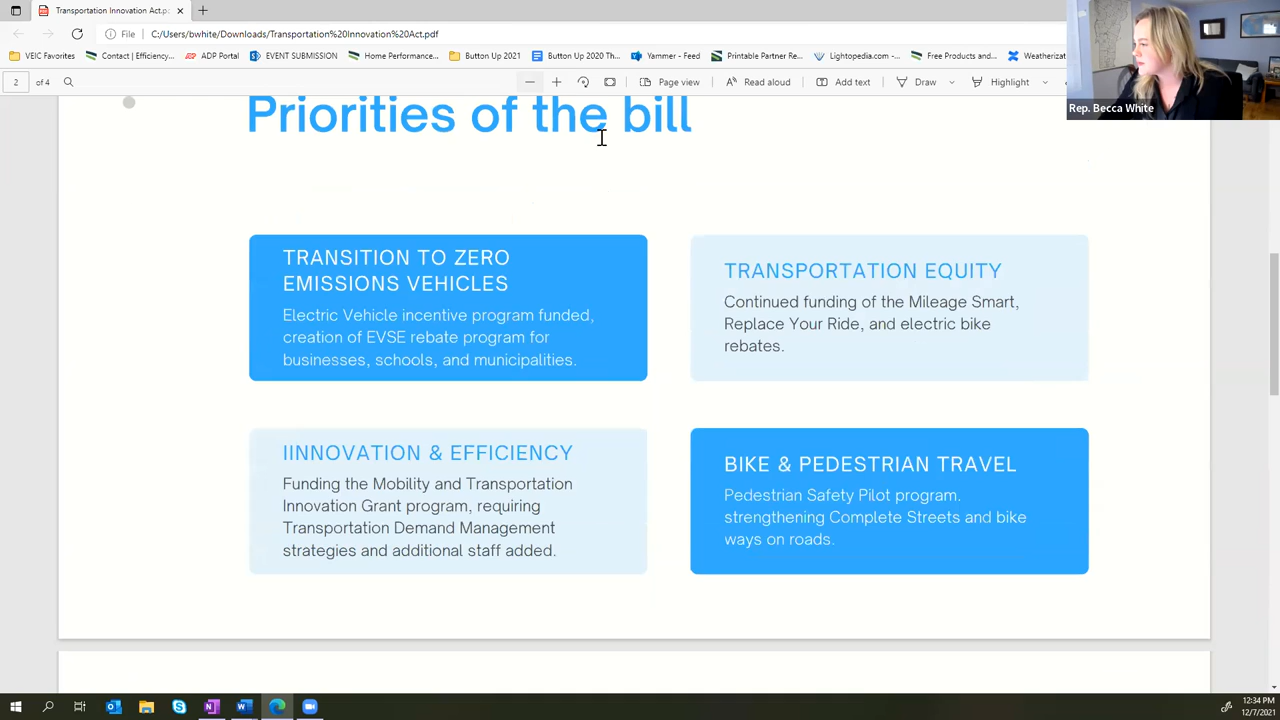 Transportation Innovation Act.p
File
C:/Users/bwhite/Downloads/Transportation%20Innovation%20Act.pdf
VEIC Favorites
Contact | Efficiency...
ADP Portal
EVENT SUBMISSION
Home Performance...
Button Up 2021
Button Up 2020 Th...
Yammer - Feed
Printable Partner Re...
Lightopedia.com -...
Free Products and...
Weatheriza
2 of 4
Page view
Read aloud
Add text
Draw
Highlight
Rep. Becca White
Priorities of the bill
TRANSITION TO ZERO
EMISSIONS VEHICLES
Electric Vehicle incentive program funded,
creation of EVSE rebate program for
businesses, schools, and municipalities.
TRANSPORTATION EQUITY
Continued funding of the Mileage Smart,
Replace Your Ride, and electric bike
rebates.
IINNOVATION & EFFICIENCY
Funding the Mobility and Transportation
Innovation Grant program, requiring
Transportation Demand Management
strategies and additional staff added.
BIKE & PEDESTRIAN TRAVEL
Pedestrian Safety Pilot program.
strengthening Complete Streets and bike
ways on roads.
12:34 PM
12/7/2021